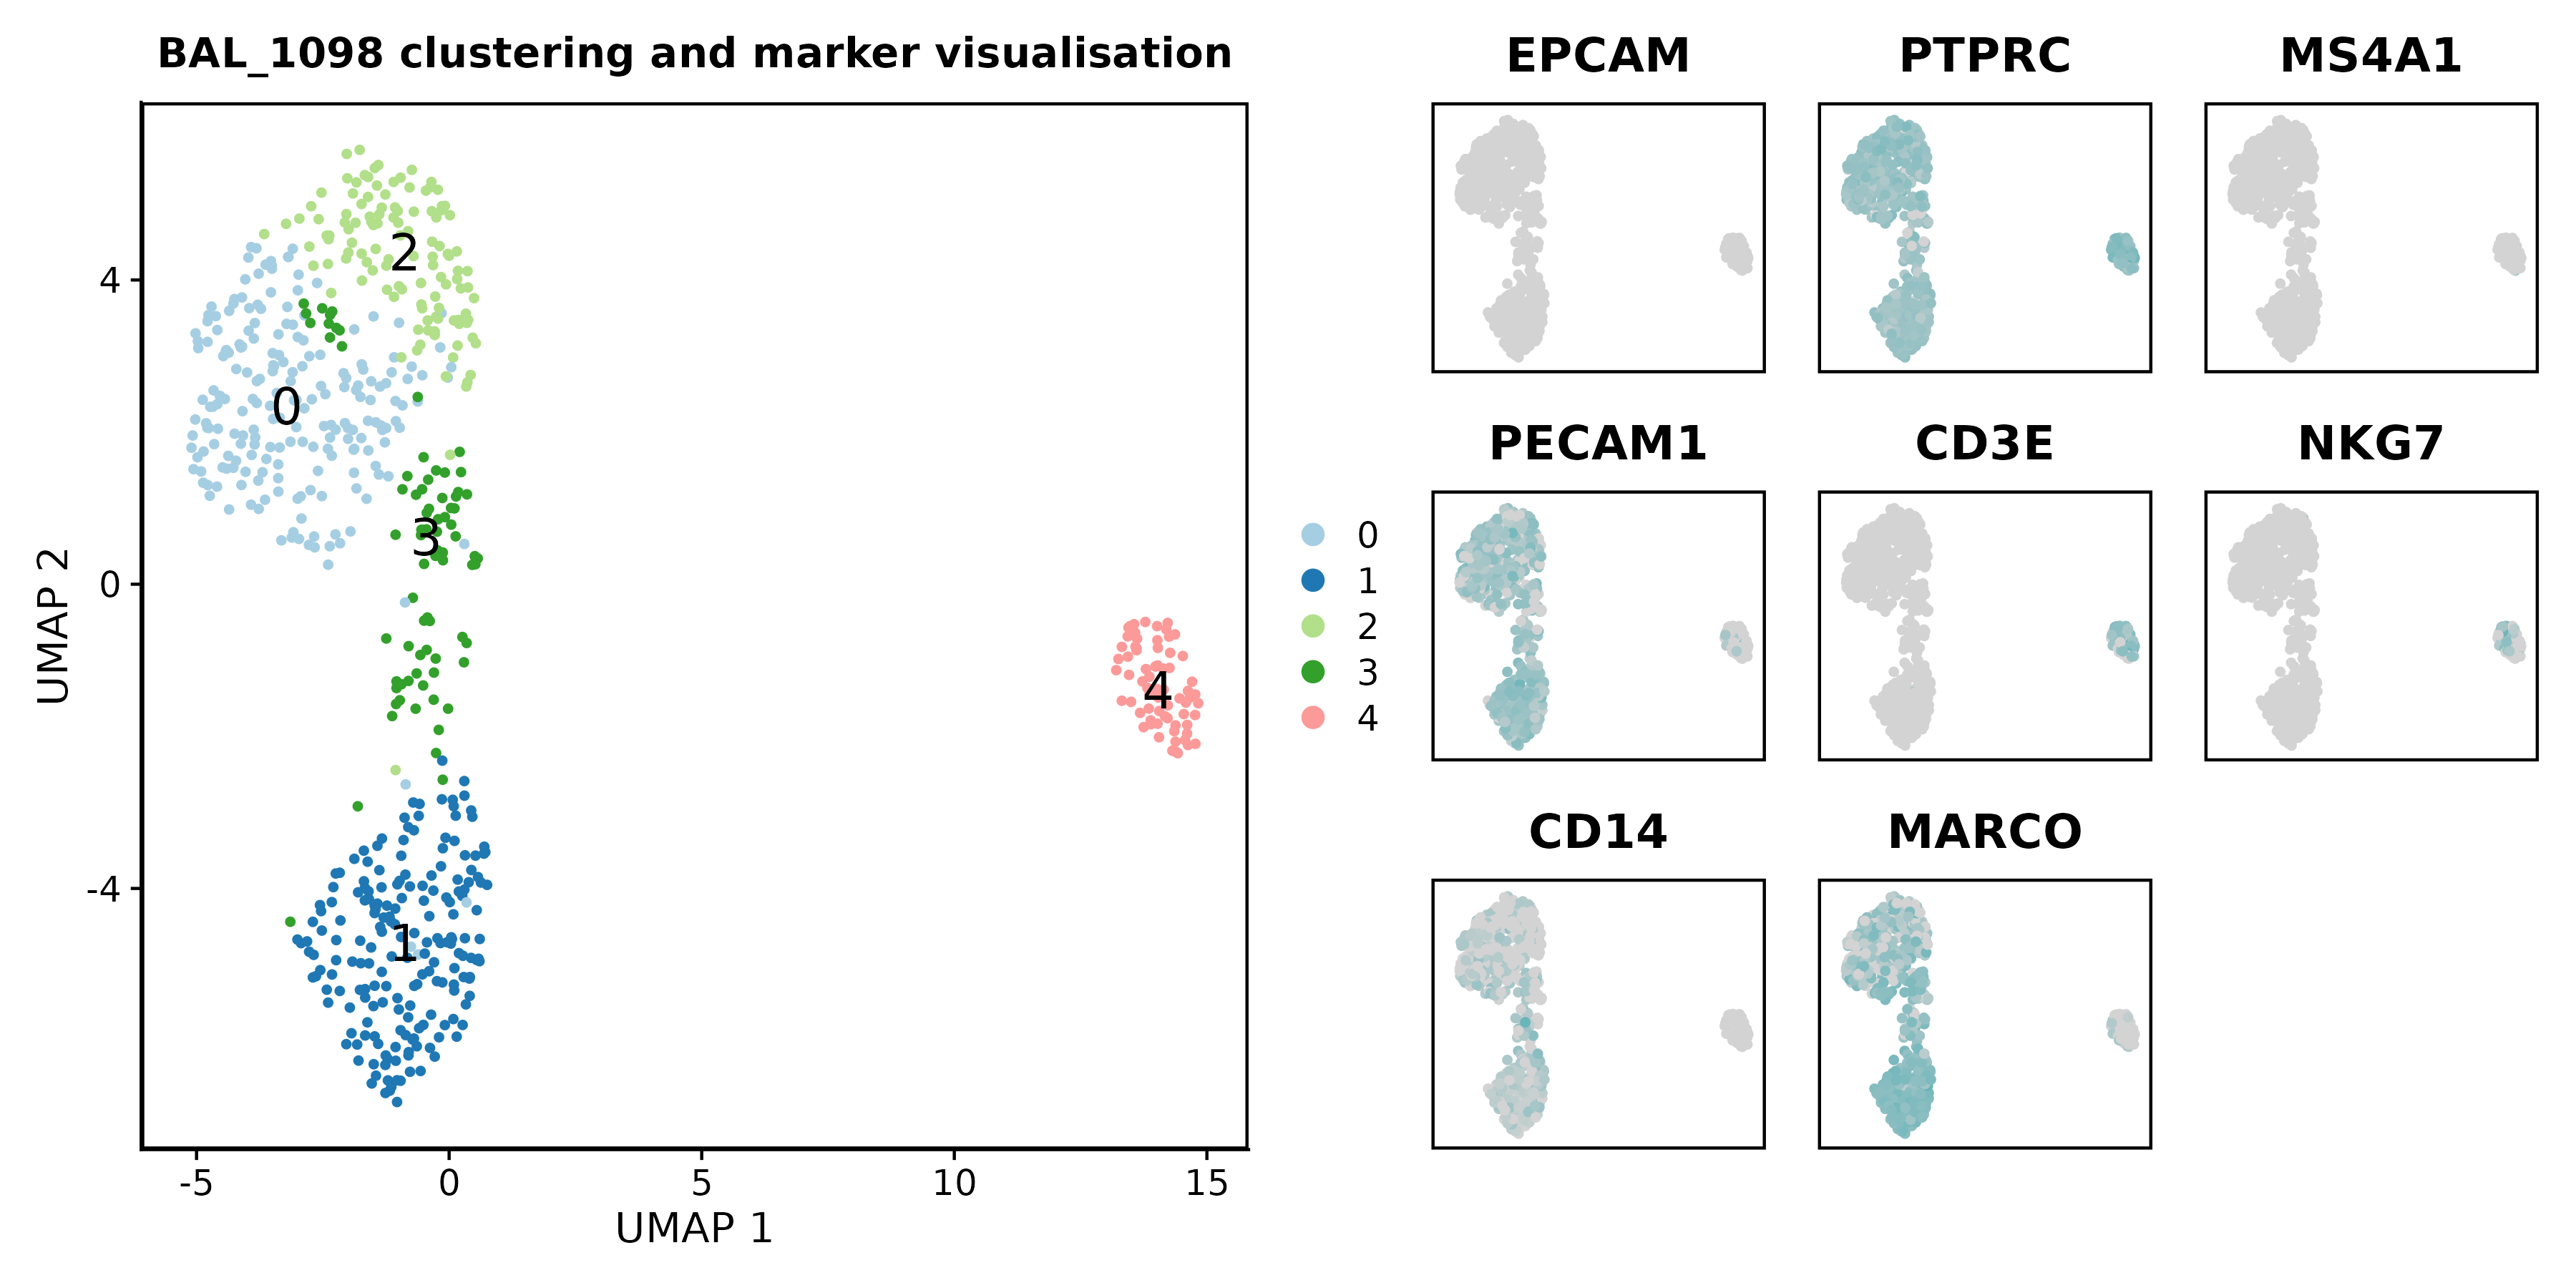 BAL_1098 clustering and marker visualisation
4
0
-4
UMAP 2
-5 0 5 10 15
UMAP 1
2
0
3
4
1
0
1
2
3
4
EPCAM PTPRC MS4A1
PECAM1 CD3E NKG7
CD14 MARCO